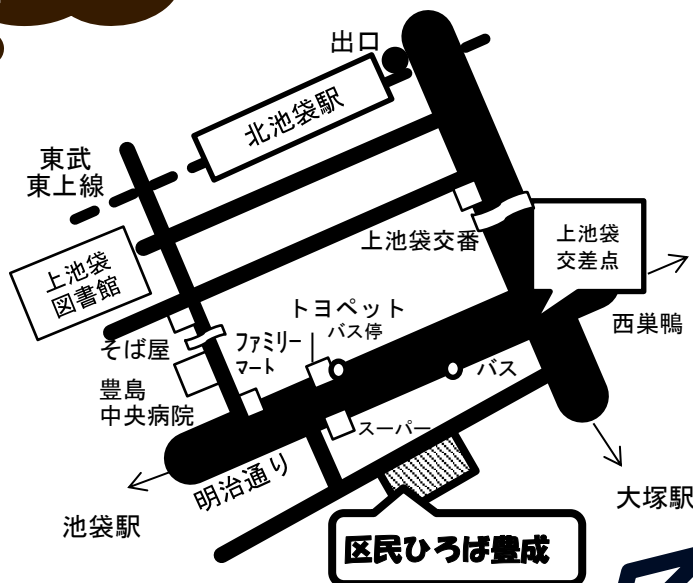 出口
北池袋駅
東武
東上線
上池袋
図書館
上池袋交番
上池袋
交差点
西巣鴨
トヨペット
バス停
ファミリー
マート
そば屋
豊島
中央病院
バス
スーパー
明治通り
池袋駅
大塚駅
区民ひろば豊成